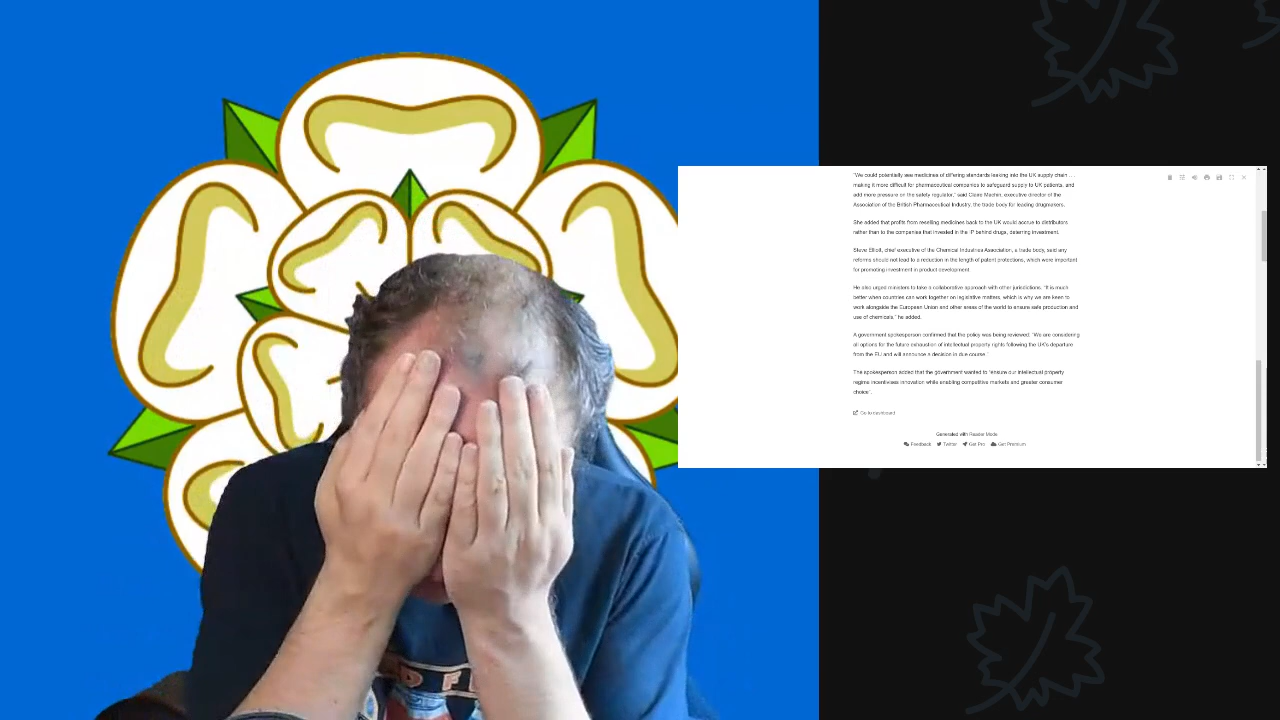 "We could potentially see medicines of differing standards leaking into the UK supply chain . . .
making it more difficult for pharmaceutical companies to safeguard supply to UK patients, and
add more pressure on the safety regulator," said Claire Machin, executive director of the
Association of the British Pharmaceutical Industry, the trade body for leading drugmakers.
She added that profits from reselling medicines back to the UK would accrue to distributors
rather than to the companies that invested in the IP behind drugs, deterring investment.
Steve Elliott, chief executive of the Chemical Industries Association, a trade body, said any
reforms should not lead to a reduction in the length of patent protections, which were important
for promoting investment in product development.
He also urged ministers to take a collaborative approach with other jurisdictions. "It is much
better when countries can work together on legislative matters, which is why we are keen to
work alongside the European Union and other areas of the world to ensure safe production and
use of chemicals," he added.
A government spokesperson confirmed that the policy was being reviewed. "We are considering
all options for the future exhaustion of intellectual property rights following the UK's departure
from the EU and will announce a decision in due course."
The spokesperson added that the government wanted to "ensure our intellectual property
regime incentivises innovation while enabling competitive markets and greater consumer
choice".
Go to dashboard
Generated with Reader Mode
Feedback Twitter Get Pro Get Premium